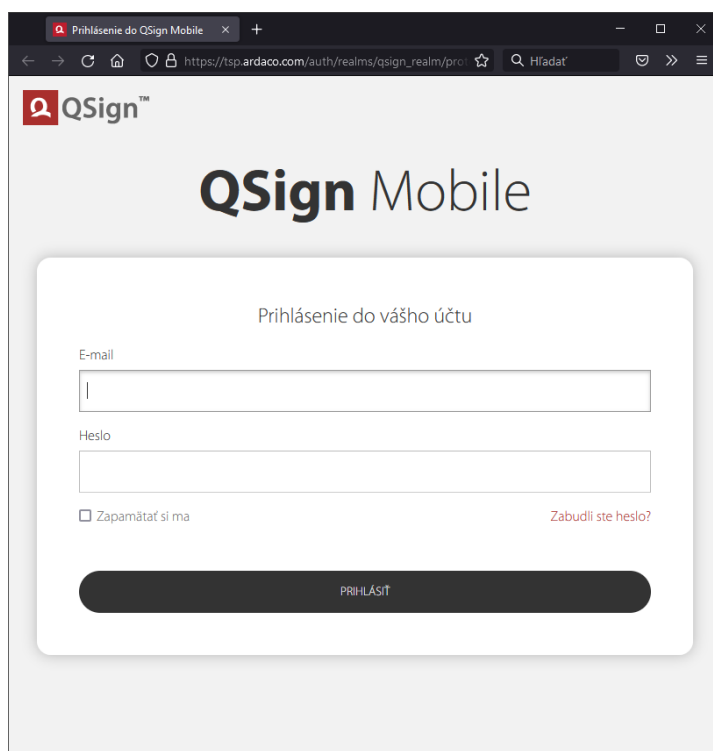 Prihlásenie do QSign Mobile
https://tsp.ardaco.com/auth/realms/qsign_realm/prot
Hľadať
QSign™
QSign Mobile
Prihlásenie do vášho účtu
E-mail
Heslo
Zapamätať si ma
Zabudli ste heslo?
PRIHLÁSIŤ